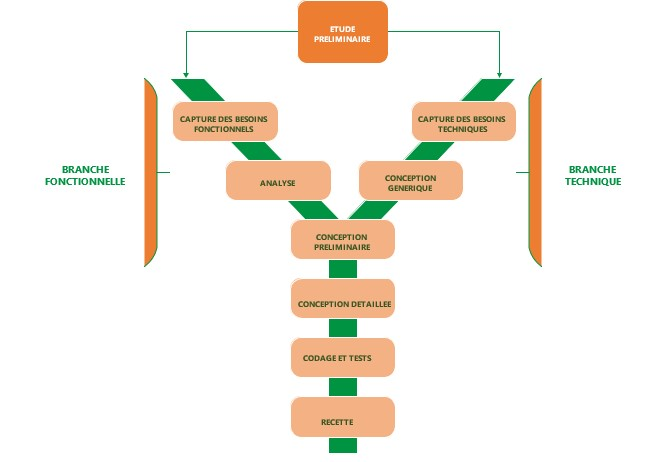 ETUDE
PRELIMINAIRE
CAPTURE DES BESOINS
FONCTIONNELS
CAPTURE DES BESOINS
TECHNIQUES
BRANCHE
FONCTIONNELLE
ANALYSE
CONCEPTION
GENERIQUE
BRANCHE
TECHNIQUE
CONCEPTION
PRELIMINAIRE
CONCEPTION DETAILLEE
CODAGE ET TESTS
RECETTE